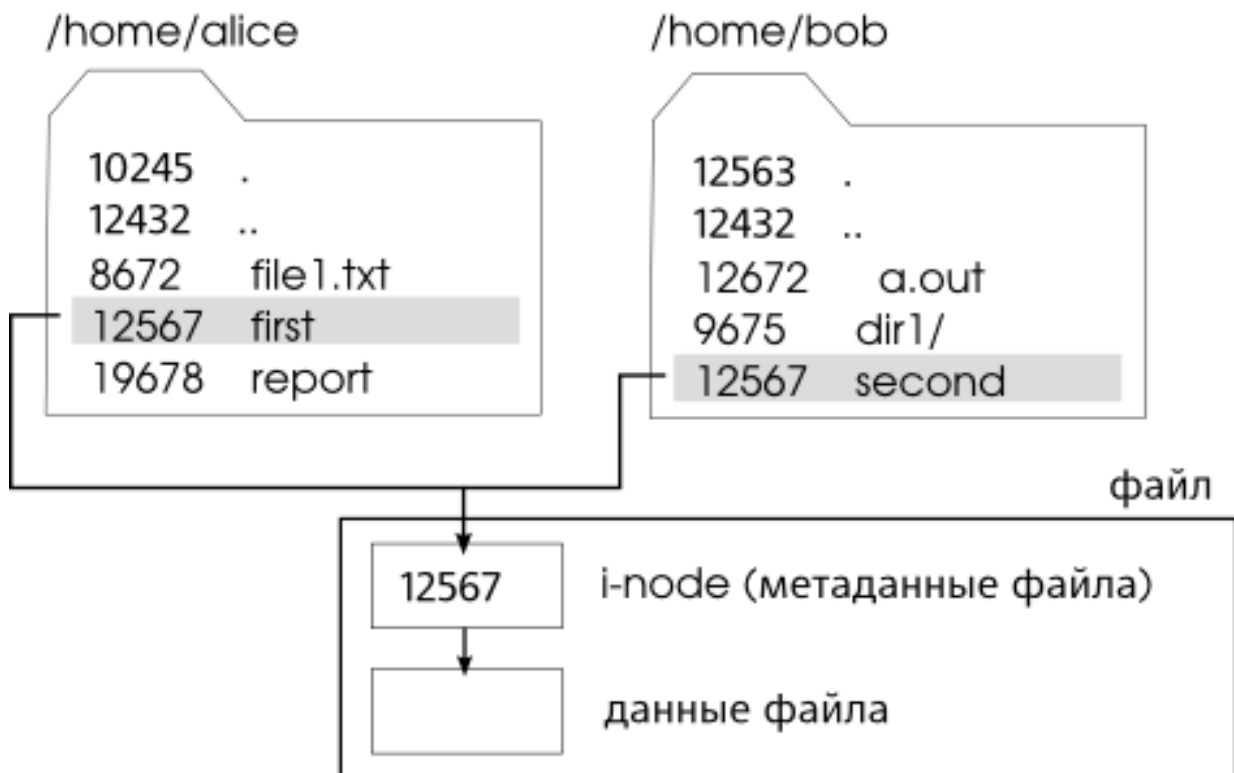 /home/alice
10245 .
12432 ..
8672 file1.txt
12567 first
19678 report
/home/bob
12563 .
12432 ..
12672 a.out
9675 dir1/
12567 second
файл
12567 i-node (метаданные файла)
данные файла